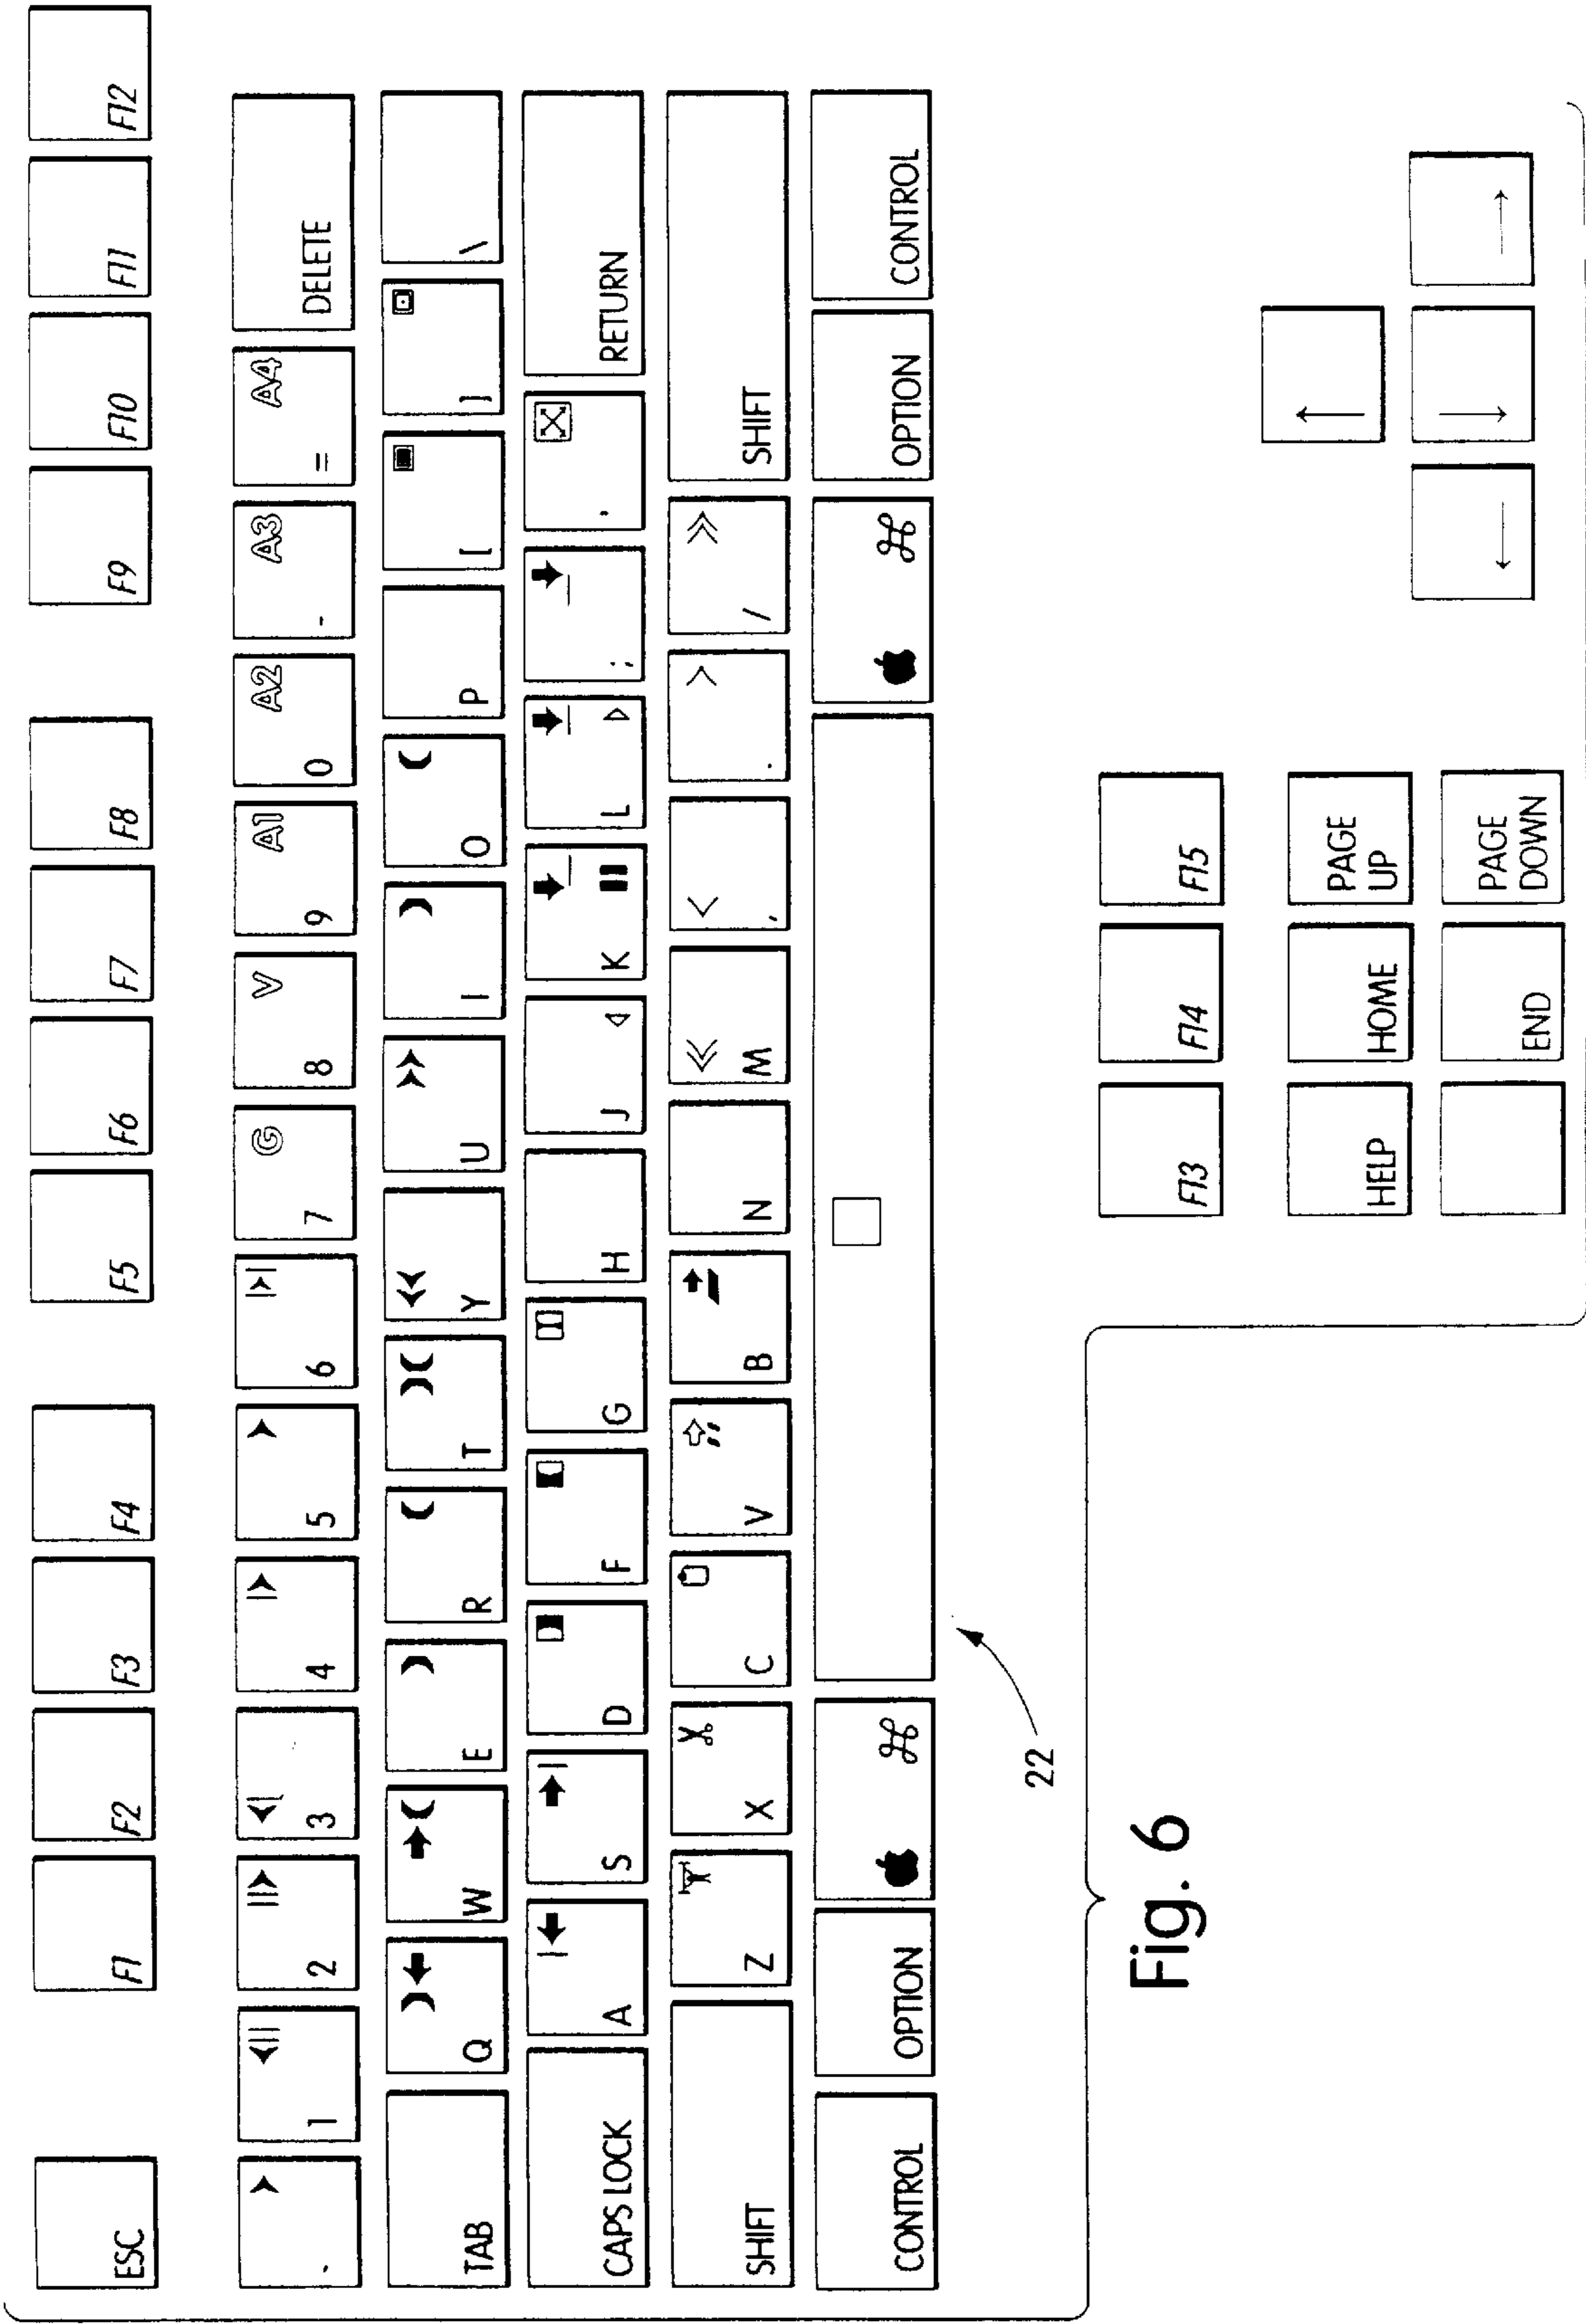 ESC F1 F2 F3 F4 F5 F6 F7 F8 F9 F10 F11 F12
` 1 2 3 4 5 6 7 G 8 V 9 A1 0 A2 - A3 = A4 DELETE
TAB Q W E R T Y U I O P [ ] \
CAPS LOCK A S D F G H J K L ; ' RETURN
SHIFT Z X C V B N M , . / SHIFT
CONTROL OPTION ⌘ ⌘ OPTION CONTROL
22
F13 F14 F15
HELP HOME PAGE UP ↑
END PAGE DOWN ← ↓ →
Fig. 6